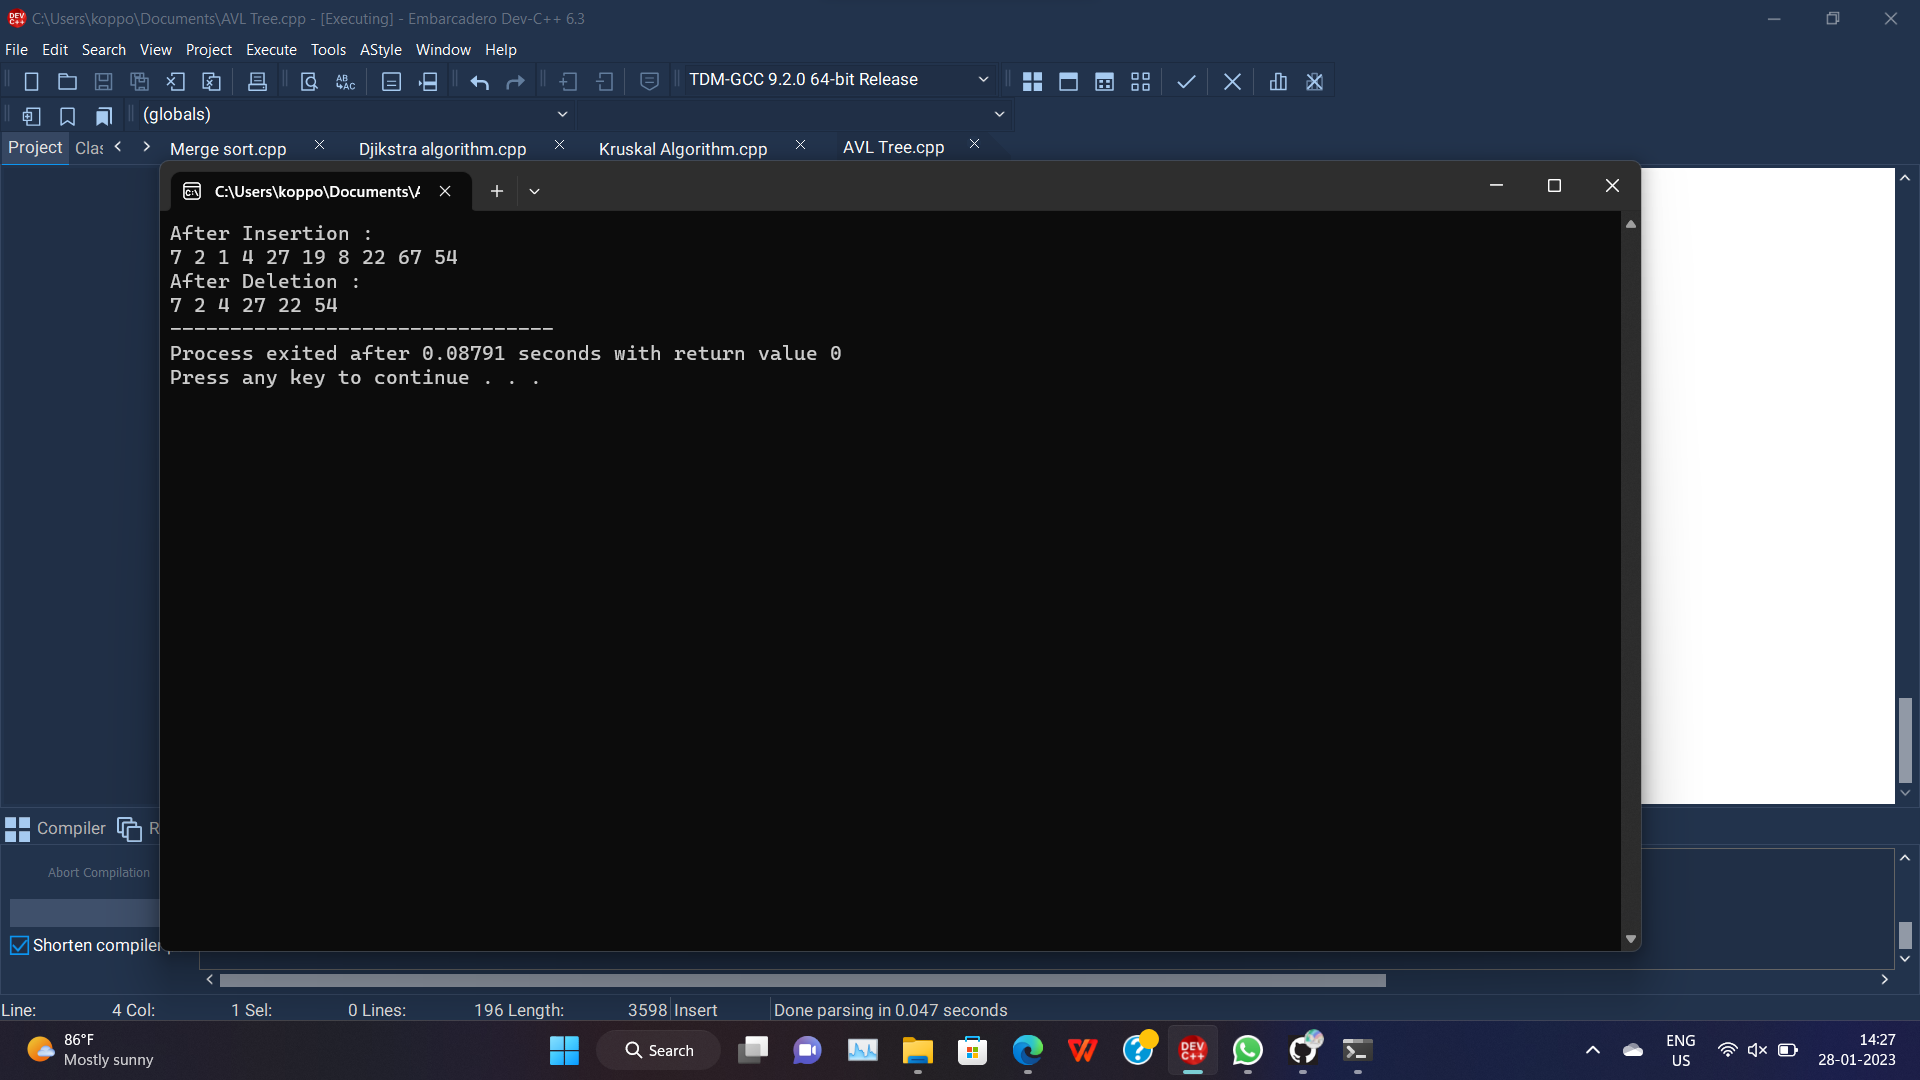 C:\Users\koppo\Documents\AVL Tree.cpp - [Executing] - Embarcadero Dev-C++ 6.3
File Edit Search View Project Execute Tools AStyle Window Help
TDM-GCC 9.2.0 64-bit Release
(globals)
Project Clas Merge sort.cpp Djikstra algorithm.cpp Kruskal Algorithm.cpp AVL Tree.cpp
C:\Users\koppo\Documents\A
After Insertion :
7 2 1 4 27 19 8 22 67 54
After Deletion :
7 2 4 27 22 54
--------------------------------
Process exited after 0.08791 seconds with return value 0
Press any key to continue . . .
Compiler R
Abort Compilation
Shorten compiler
Line: 4 Col: 1 Sel: 0 Lines: 196 Length: 3598 Insert Done parsing in 0.047 seconds
86°F
Mostly sunny
Search
DEV
C++
ENG
US
14:27
28-01-2023